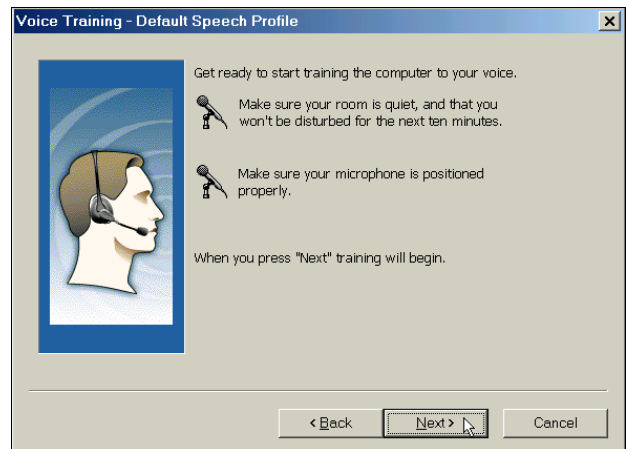 Voice Training - Default Speech Profile
Get ready to start training the computer to your voice.
Make sure your room is quiet, and that you
won't be disturbed for the next ten minutes.
Make sure your microphone is positioned
properly.
When you press "Next" training will begin.
< Back
Next >
Cancel